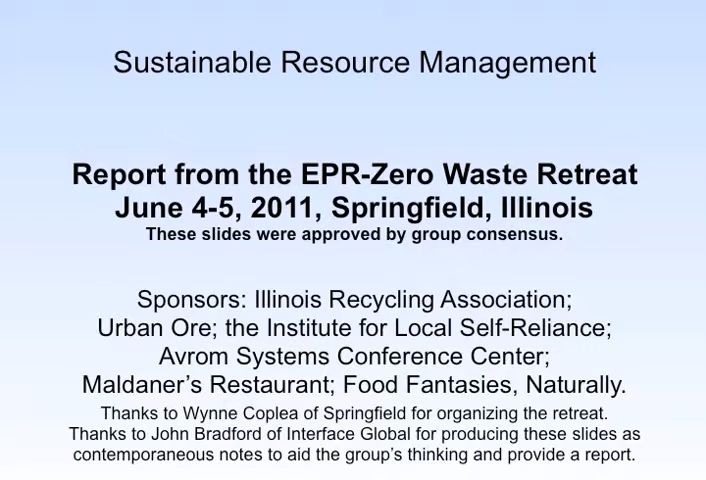 Sustainable Resource Management
Report from the EPR-Zero Waste Retreat
June 4-5, 2011, Springfield, Illinois
These slides were approved by group consensus.
Sponsors: Illinois Recycling Association;
Urban Ore; the Institute for Local Self-Reliance;
Avrom Systems Conference Center;
Maldaner’s Restaurant; Food Fantasies, Naturally.
Thanks to Wynne Coplea of Springfield for organizing the retreat.
Thanks to John Bradford of Interface Global for producing these slides as
contemporaneous notes to aid the group’s thinking and provide a report.